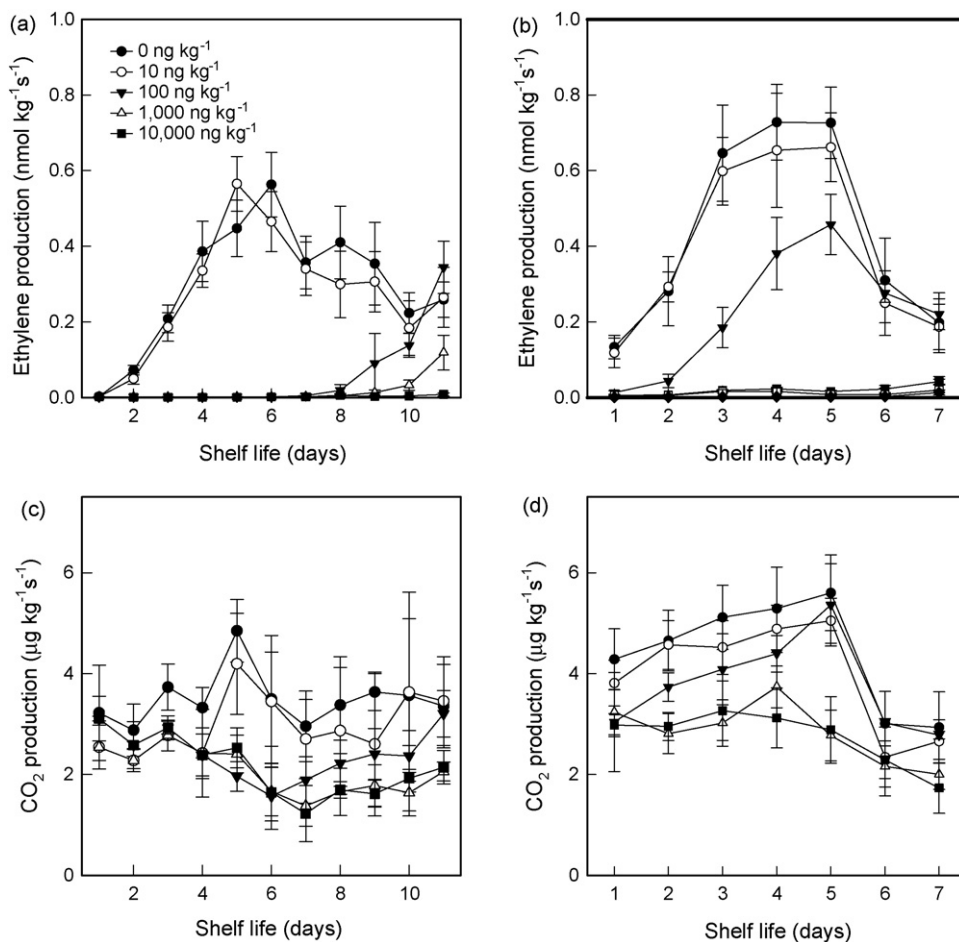 (a)
1.0
0.8
0.6
0.4
0.2
0.0
Ethylene production (nmol kg⁻¹s⁻¹)
0 ng kg⁻¹
10 ng kg⁻¹
100 ng kg⁻¹
1,000 ng kg⁻¹
10,000 ng kg⁻¹
2 4 6 8 10
Shelf life (days)
(b)
1.0
0.8
0.6
0.4
0.2
0.0
Ethylene production (nmol kg⁻¹s⁻¹)
1 2 3 4 5 6 7
Shelf life (days)
(c)
6
4
2
0
CO₂ production (µg kg⁻¹s⁻¹)
2 4 6 8 10
Shelf life (days)
(d)
6
4
2
0
CO₂ production (µg kg⁻¹s⁻¹)
1 2 3 4 5 6 7
Shelf life (days)